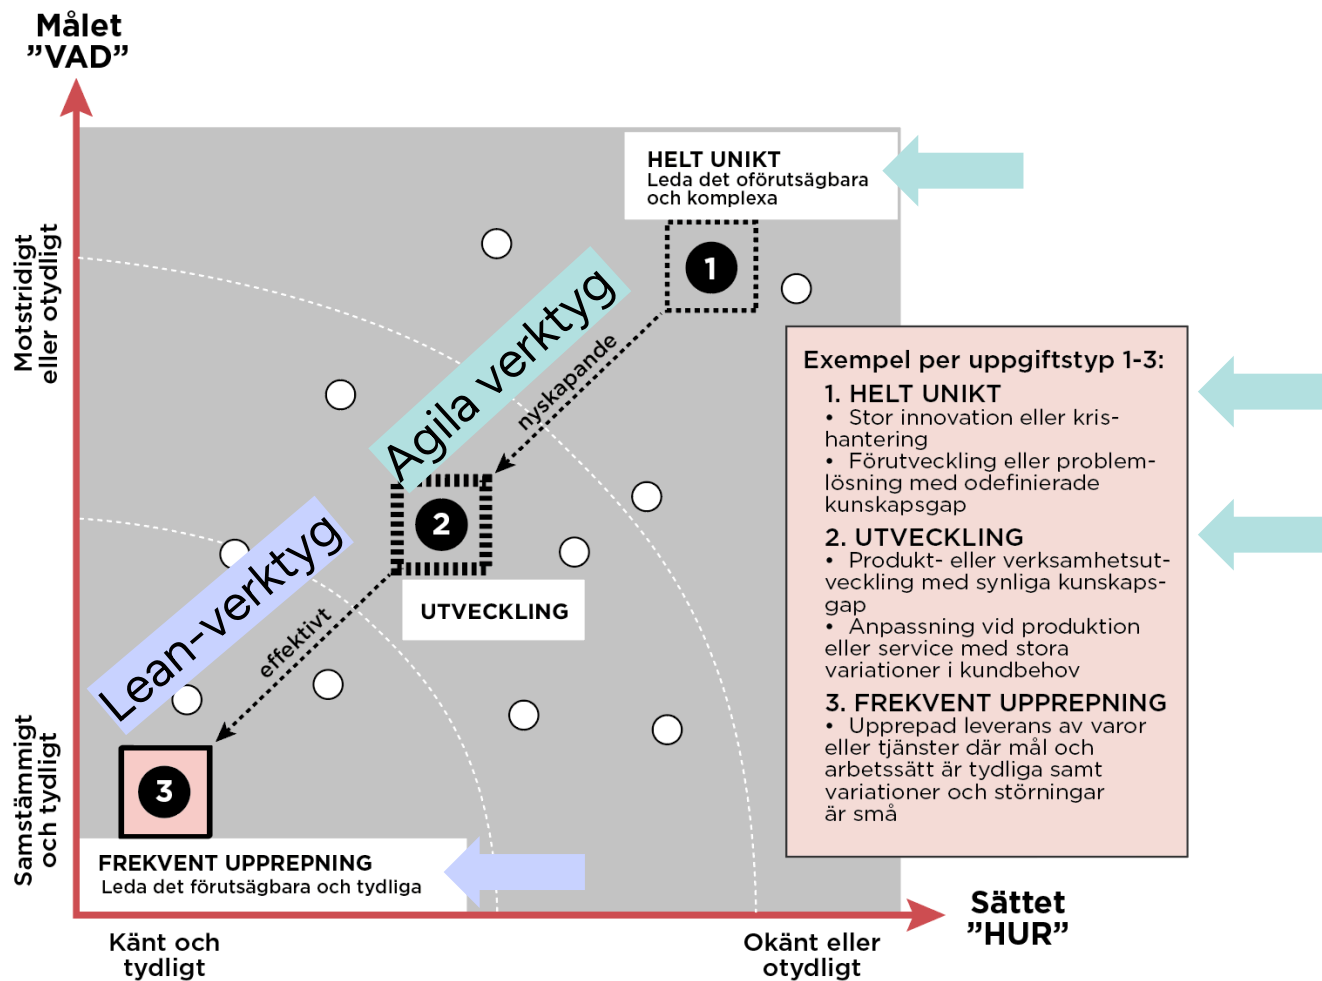 Målet
”VAD”
HELT UNIKT
Leda det oförutsägbara
och komplexa
1
Motstridigt
eller otydligt
Agila verktyg
nyskapande
2
UTVECKLING
Lean-verktyg
effektivt
Samstämmigt
och tydligt
3
FREKVENT UPPREPNING
Leda det förutsägbara och tydliga
Exempel per uppgiftstyp 1-3:
1. HELT UNIKT
• Stor innovation eller kris-
hantering
• Förutveckling eller problem-
lösning med odefinierade
kunskapsgap
2. UTVECKLING
• Produkt- eller verksamhetsut-
veckling med synliga kunskaps-
gap
• Anpassning vid produktion
eller service med stora
variationer i kundbehov
3. FREKVENT UPPREPNING
• Upprepad leverans av varor
eller tjänster där mål och
arbetssätt är tydliga samt
variationer och störningar
är små
Sättet
”HUR”
Känt och
tydligt
Okänt eller
otydligt